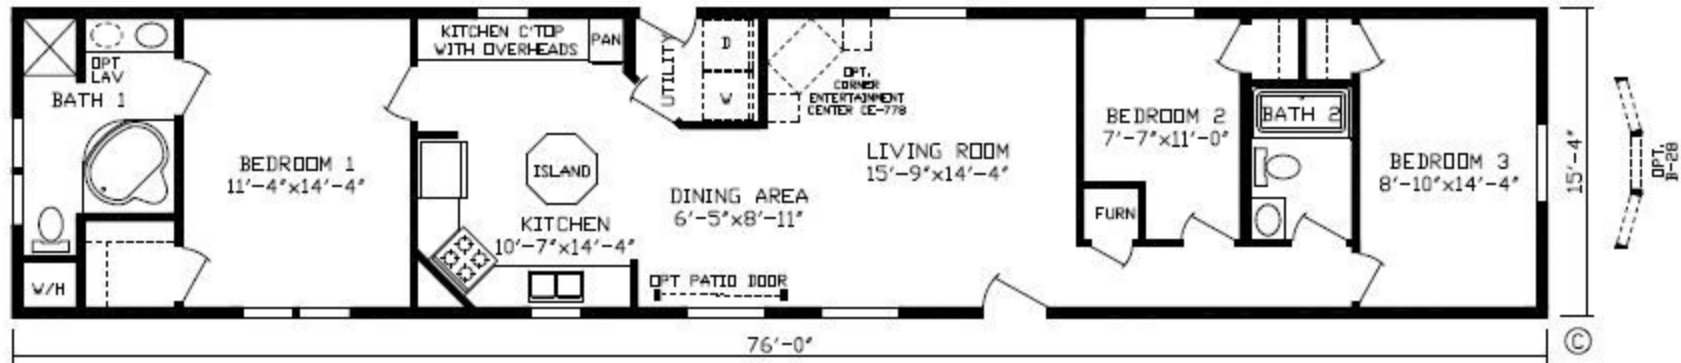 OPT
LAV
BATH 1
W/H
BEDROOM 1
11'-4"x14'-4"
KITCHEN C'TOP
WITH OVERHEADS
PAN
UTILITY
D
W
ISLAND
KITCHEN
10'-7"x14'-4"
DINING AREA
6'-5"x8'-11"
OPT PATIO DOOR
OPT.
CORNER
ENTERTAINMENT
CENTER CE-778
LIVING ROOM
15'-9"x14'-4"
BEDROOM 2
7'-7"x11'-0"
FURN
BATH 2
BEDROOM 3
8'-10"x14'-4"
15'-4"
OPT.
B-28
76'-0"
©